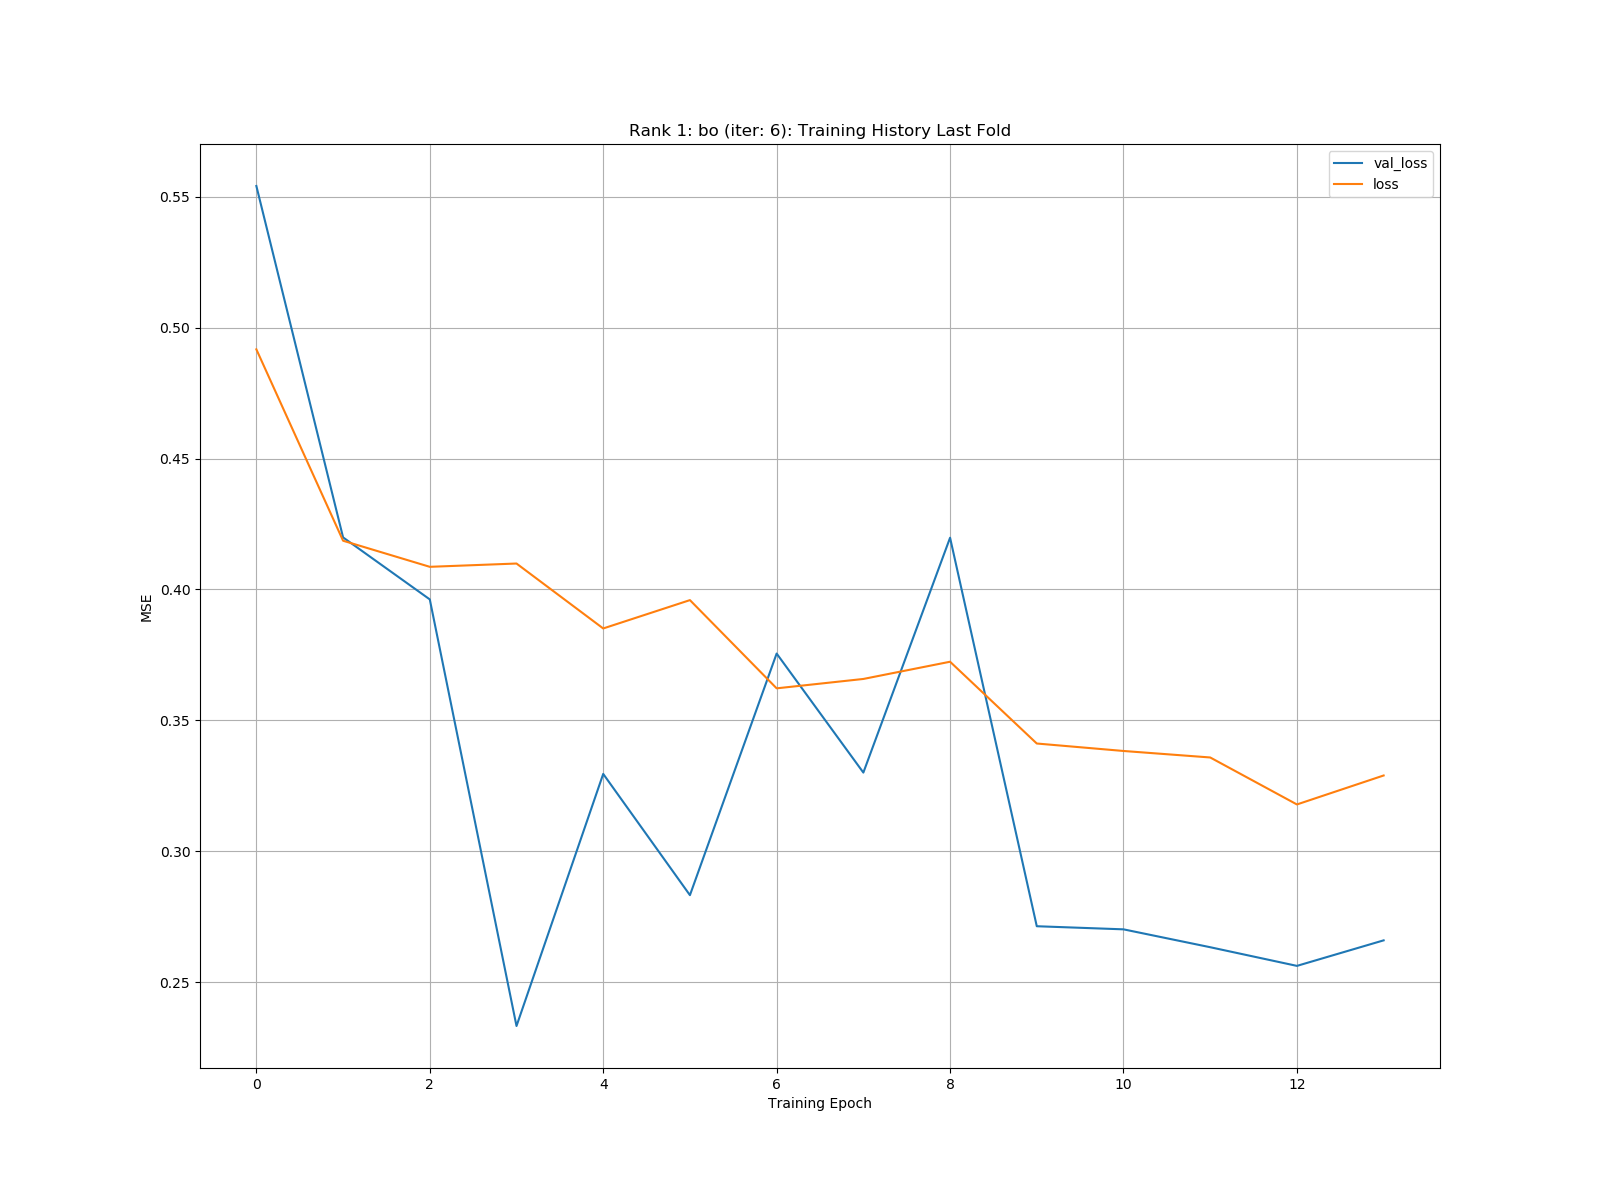 Rank 1: bo (iter: 6): Training History Last Fold
val_loss
loss
0.55
0.50
0.45
0.40
0.35
0.30
0.25
MSE
0 2 4 6 8 10 12
Training Epoch